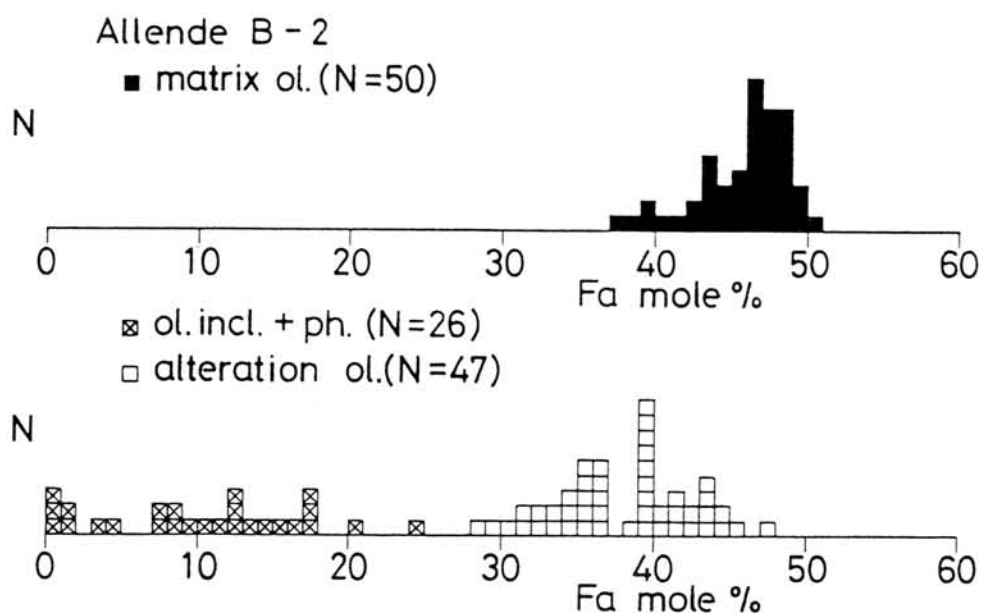 Allende B-2
■ matrix ol. (N=50)
N
0 10 20 30 40 50 60
Fa mole %
⊠ ol. incl. + ph. (N=26)
□ alteration ol. (N=47)
N
0 10 20 30 40 50 60
Fa mole %